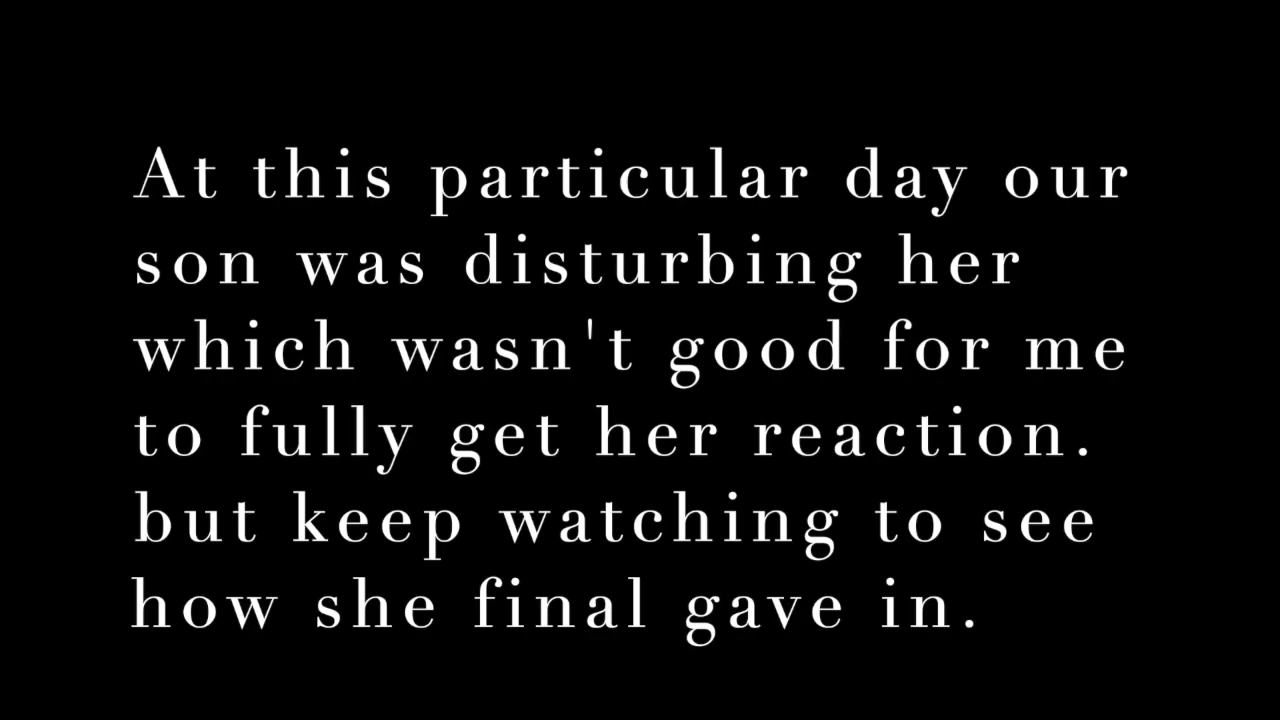 At this particular day our
son was disturbing her
which wasn't good for me
to fully get her reaction.
but keep watching to see
how she final gave in.